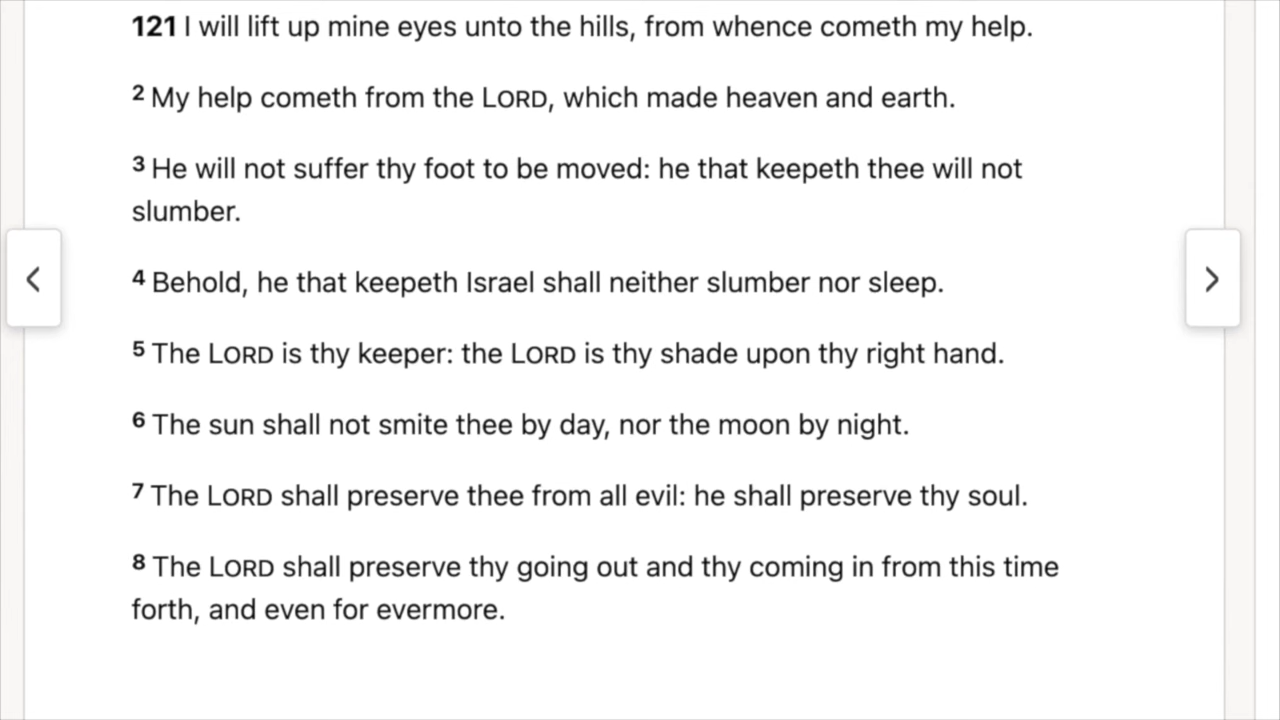 121 I will lift up mine eyes unto the hills, from whence cometh my help.
2 My help cometh from the LORD, which made heaven and earth.
3 He will not suffer thy foot to be moved: he that keepeth thee will not
slumber.
4 Behold, he that keepeth Israel shall neither slumber nor sleep.
5 The LORD is thy keeper: the LORD is thy shade upon thy right hand.
6 The sun shall not smite thee by day, nor the moon by night.
7 The LORD shall preserve thee from all evil: he shall preserve thy soul.
8 The LORD shall preserve thy going out and thy coming in from this time
forth, and even for evermore.